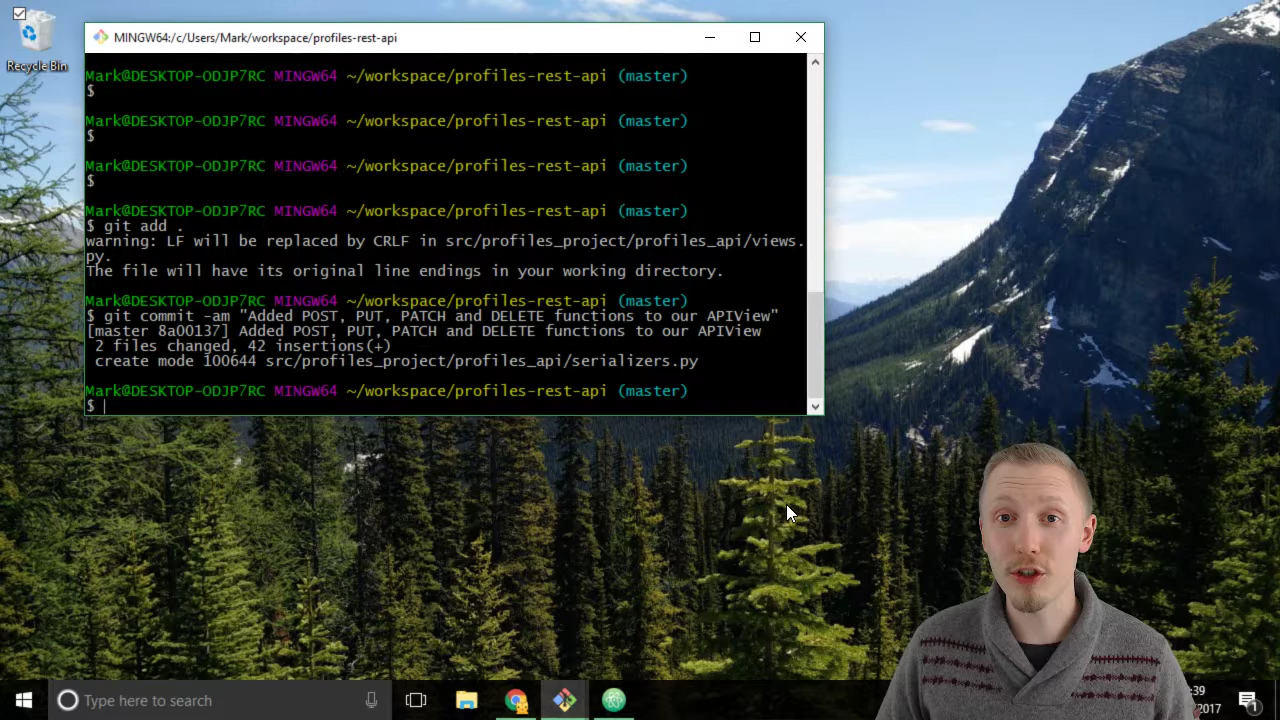 Recycle Bin
MINGW64:/c/Users/Mark/workspace/profiles-rest-api
Mark@DESKTOP-ODJP7RC MINGW64 ~/workspace/profiles-rest-api (master)
$
Mark@DESKTOP-ODJP7RC MINGW64 ~/workspace/profiles-rest-api (master)
$
Mark@DESKTOP-ODJP7RC MINGW64 ~/workspace/profiles-rest-api (master)
$
Mark@DESKTOP-ODJP7RC MINGW64 ~/workspace/profiles-rest-api (master)
$ git add .
warning: LF will be replaced by CRLF in src/profiles_project/profiles_api/views.
py.
The file will have its original line endings in your working directory.
Mark@DESKTOP-ODJP7RC MINGW64 ~/workspace/profiles-rest-api (master)
$ git commit -am "Added POST, PUT, PATCH and DELETE functions to our APIView"
[master 8a00137] Added POST, PUT, PATCH and DELETE functions to our APIView
2 files changed, 42 insertions(+)
create mode 100644 src/profiles_project/profiles_api/serializers.py
Mark@DESKTOP-ODJP7RC MINGW64 ~/workspace/profiles-rest-api (master)
$
Type here to search
:39
2017
1